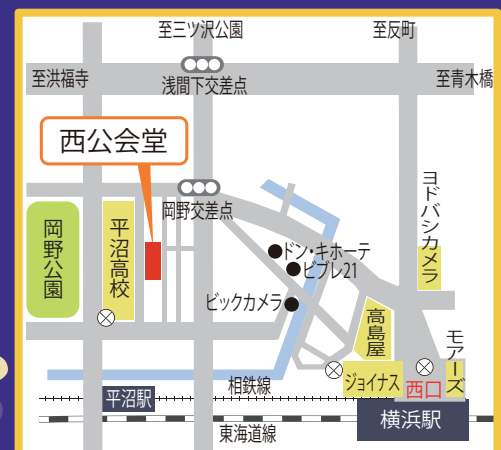 至三ツ沢公園
至反町
至洪福寺
浅間下交差点
至青木橋
西公会堂
岡野交差点
ヨドバシカメラ
岡野公園
平沼高校
ドン・キホーテ
ビブレ21
ビックカメラ
高島屋
モアーズ
ジョイナス
西口
相鉄線
平沼駅
横浜駅
東海道線